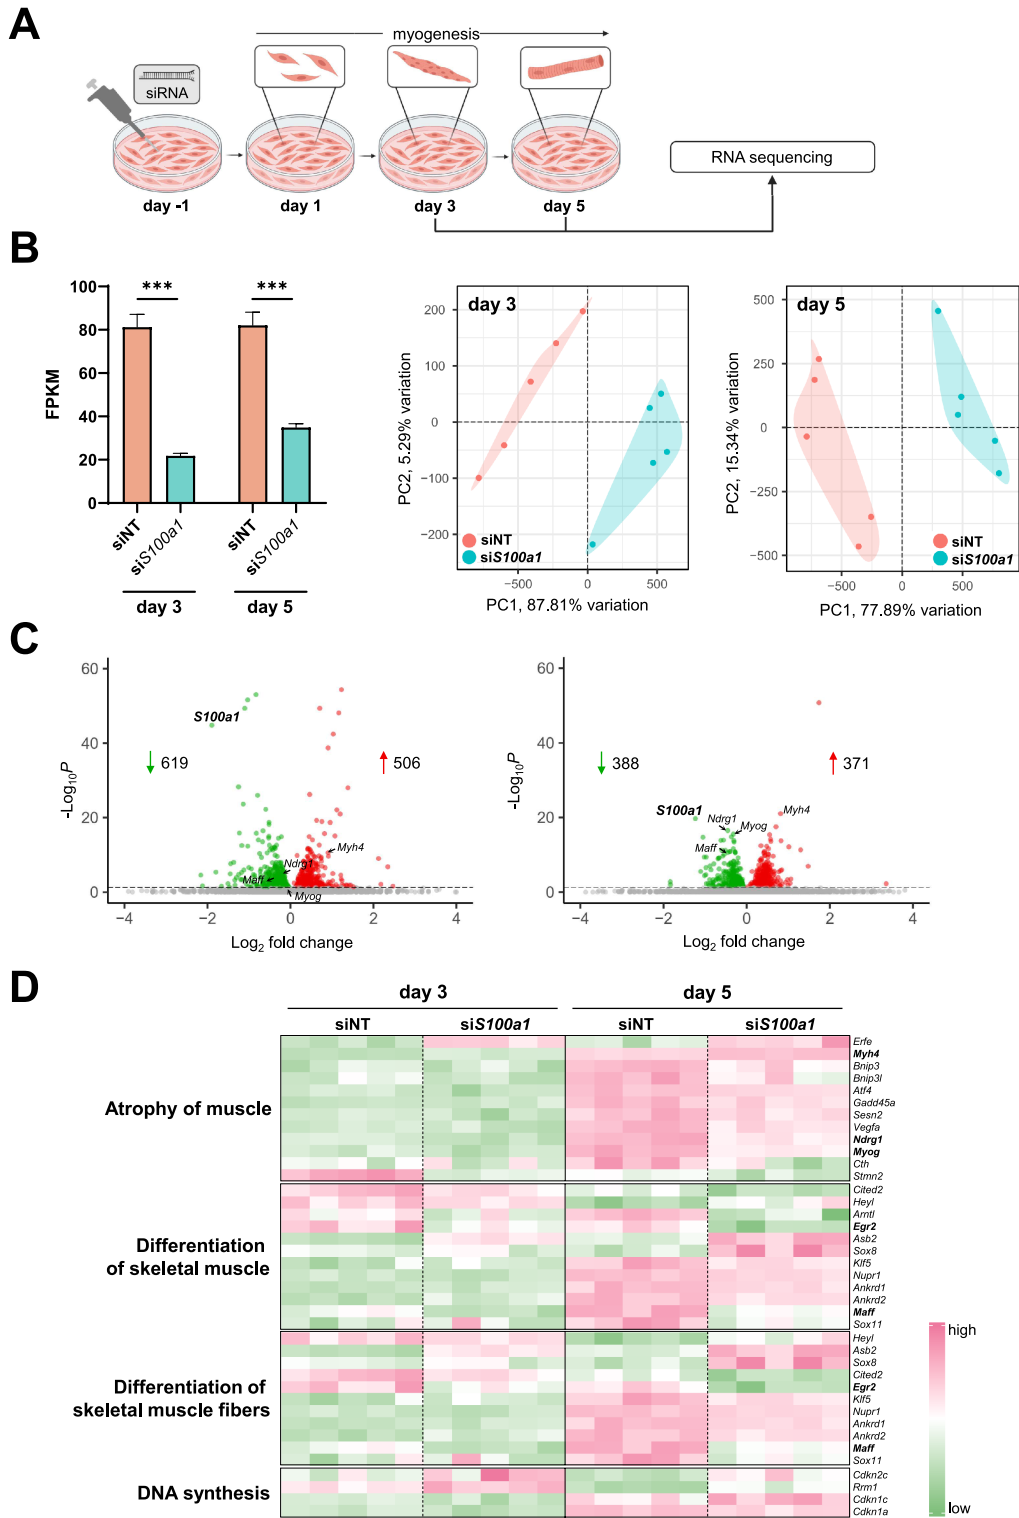 A
myogenesis
siRNA
day -1
day 1
day 3
day 5
RNA sequencing
B
FPKM
100
80
60
40
20
0
***
***
siNT
siS100a1
siNT
siS100a1
day 3
day 5
day 3
PC2, 5.29% variation
200
100
0
−100
−200
siNT
siS100a1
−500
0
500
PC1, 87.81% variation
day 5
PC2, 15.34% variation
500
250
0
−250
−500
siNT
siS100a1
−500
0
500
PC1, 77.89% variation
C
-Log10P
60
40
20
0
S100a1
619
506
Myh4
Ndrg1
Maff
Myog
−4
−2
0
2
4
Log2 fold change
-Log10P
60
40
20
0
388
371
S100a1
Ndrg1
Myog
Myh4
Maff
−4
−2
0
2
4
Log2 fold change
D
day 3
day 5
siNT
siS100a1
siNT
siS100a1
Atrophy of muscle
Erfe
Myh4
Bnip3
Bnip3l
Atf4
Gadd45a
Sesn2
Vegfa
Ndrg1
Myog
Cth
Stmn2
Differentiation
of skeletal muscle
Cited2
Heyl
Arntl
Egr2
Asb2
Sox8
Klf5
Nupr1
Ankrd1
Ankrd2
Maff
Sox11
Differentiation of
skeletal muscle fibers
Heyl
Asb2
Sox8
Cited2
Egr2
Klf5
Nupr1
Ankrd1
Ankrd2
Maff
Sox11
DNA synthesis
Cdkn2c
Rrm1
Cdkn1c
Cdkn1a
high
low